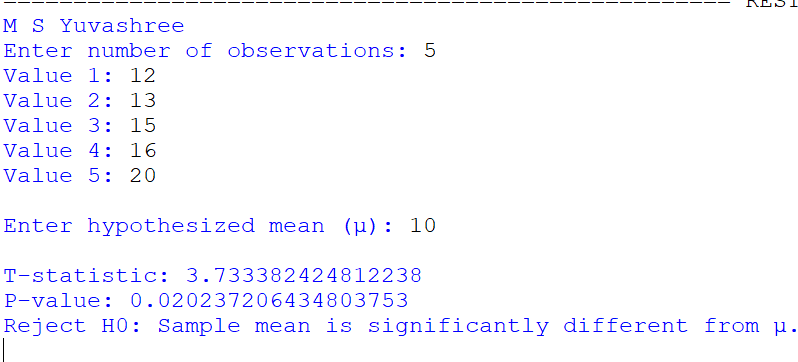 M S Yuvashree
Enter number of observations: 5
Value 1: 12
Value 2: 13
Value 3: 15
Value 4: 16
Value 5: 20
Enter hypothesized mean (μ): 10
T-statistic: 3.733382424812238
P-value: 0.020237206434803753
Reject H0: Sample mean is significantly different from μ.